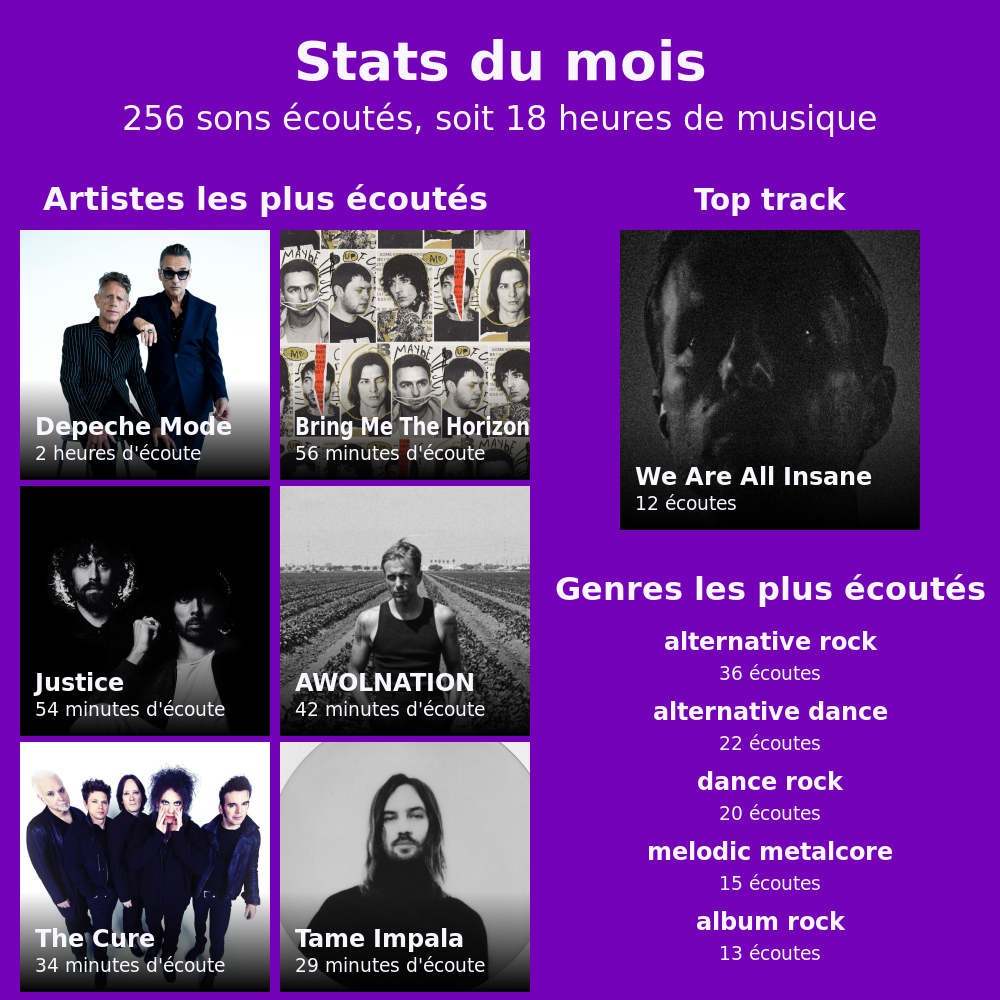 Stats du mois
256 sons écoutés, soit 18 heures de musique
Artistes les plus écoutés
Depeche Mode
2 heures d'écoute
Bring Me The Horizon
56 minutes d'écoute
Justice
54 minutes d'écoute
AWOLNATION
42 minutes d'écoute
The Cure
34 minutes d'écoute
Tame Impala
29 minutes d'écoute
Top track
We Are All Insane
12 écoutes
Genres les plus écoutés
alternative rock
36 écoutes
alternative dance
22 écoutes
dance rock
20 écoutes
melodic metalcore
15 écoutes
album rock
13 écoutes